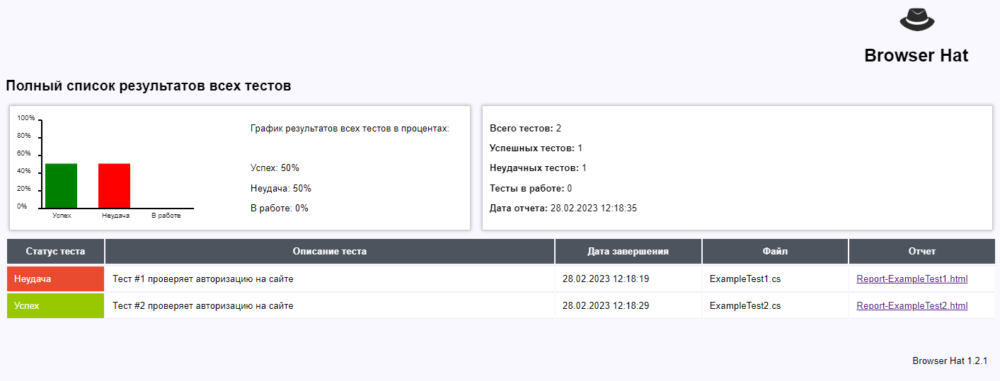 Browser Hat
Полный список результатов всех тестов
100%
80%
60%
40%
20%
0%
Успех Неудача В работе
График результатов всех тестов в процентах:
Успех: 50%
Неудача: 50%
В работе: 0%
Всего тестов: 2
Успешных тестов: 1
Неудачных тестов: 1
Тесты в работе: 0
Дата отчета: 28.02.2023 12:18:35
Статус теста Описание теста Дата завершения Файл Отчет
Неудача Тест #1 проверяет авторизацию на сайте 28.02.2023 12:18:19 ExampleTest1.cs Report-ExampleTest1.html
Успех Тест #2 проверяет авторизацию на сайте 28.02.2023 12:18:29 ExampleTest2.cs Report-ExampleTest2.html
Browser Hat 1.2.1